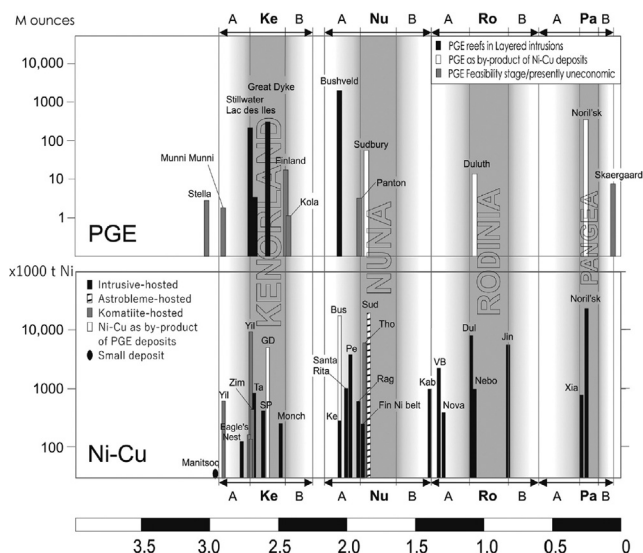 M ounces
A Ke B A Nu B A Ro B A Pa B
PGE reefs in Layered intrusions
PGE as by-product of Ni-Cu deposits
PGE Feasibility stage/presently uneconomic
10,000
1000
100
10
1
Great Dyke
Stillwater
Lac des Iles
Bushveld
Noril'sk
Sudbury
Munni Munni
Finland
Duluth
Stella
Panton
Kola
Skaergaard
PGE
KENORLAND
NUNA
RODINIA
PANGEA
x1000 t Ni
Intrusive-hosted
Astrobleme-hosted
Komatiite-hosted
Ni-Cu as by-product
of PGE deposits
Small deposit
10,000
1000
100
Yil
GD
Bus
Sud
Tho
Noril'sk
Dul
Jin
Pe
Santa
Rita
Zim
Ta
VB
Rag
Kab
Nebo
Xia
Yil
SP
Monch
Ke
Fin Ni belt
Nova
Eagle's
Nest
Manitsoq
Ni-Cu
A Ke B A Nu B A Ro B A Pa B
3.5 3.0 2.5 2.0 1.5 1.0 0.5 0